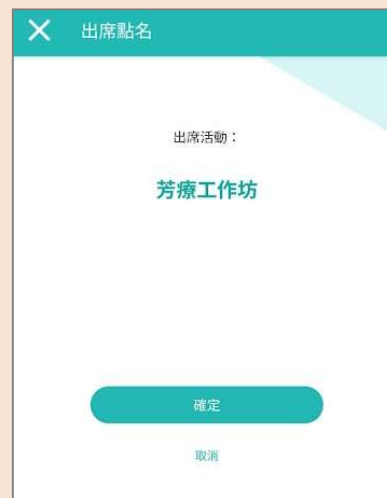 出席點名
出席活動：
芳療工作坊
確定
取消